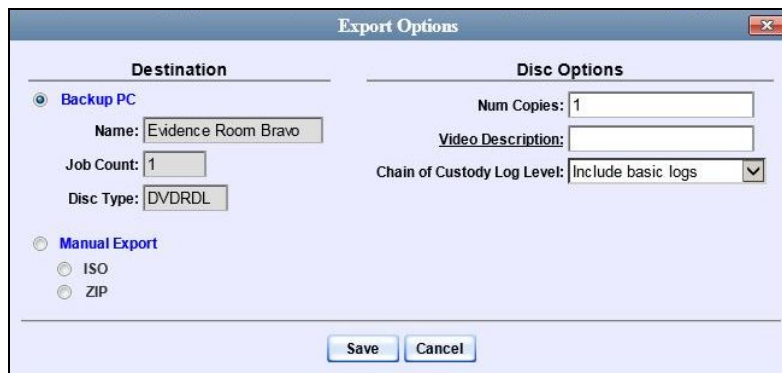 Export Options
Destination
Backup PC
Name: Evidence Room Bravo
Job Count: 1
Disc Type: DVDRDL
Manual Export
ISO
ZIP
Disc Options
Num Copies: 1
Video Description:
Chain of Custody Log Level: Include basic logs
Save Cancel